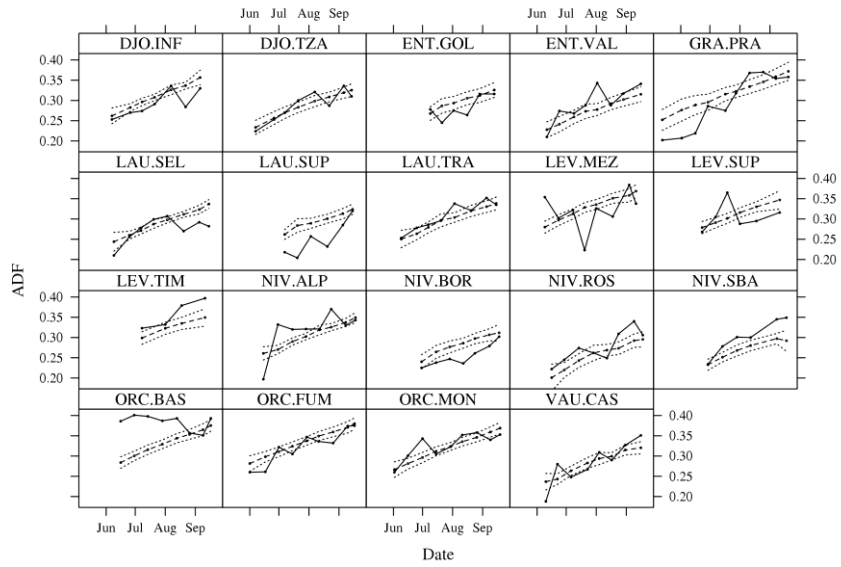 Jun Jul Aug Sep Jun Jul Aug Sep
DJO.INF DJO.TZA ENT.GOL ENT.VAL GRA.PRA
0.40
0.35
0.30
0.25
0.20
LAU.SEL LAU.SUP LAU.TRA LEV.MEZ LEV.SUP
0.40
0.35
0.30
0.25
0.20
ADF
LEV.TIM NIV.ALP NIV.BOR NIV.ROS NIV.SBA
0.40
0.35
0.30
0.25
0.20
ORC.BAS ORC.FUM ORC.MON VAU.CAS
0.40
0.35
0.30
0.25
0.20
Jun Jul Aug Sep Jun Jul Aug Sep
Date